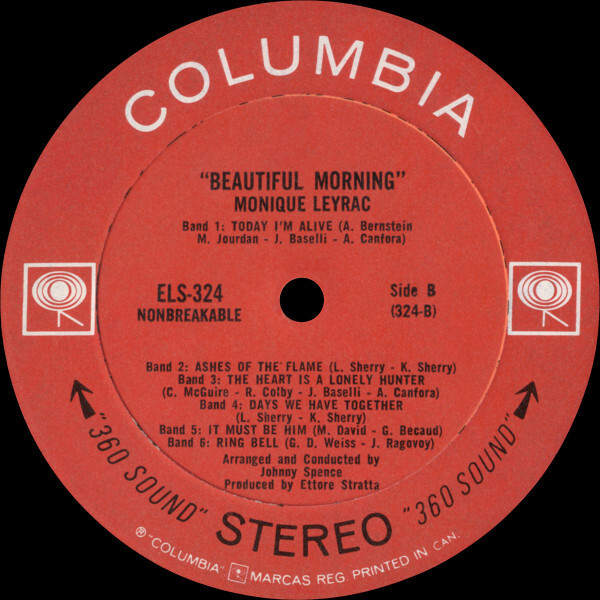 COLUMBIA
"BEAUTIFUL MORNING"
MONIQUE LEYRAC
Band 1: TODAY I'M ALIVE (A. Bernstein
M. Jourdan - J. Baselli - A. Canfora)
ELS-324
NONBREAKABLE
Side B
(324-B)
Band 2: ASHES OF THE FLAME (L. Sherry - K. Sherry)
Band 3: THE HEART IS A LONELY HUNTER
(C. McGuire - R. Colby - J. Baselli - A. Canfora)
Band 4: DAYS WE HAVE TOGETHER
(L. Sherry - K. Sherry)
Band 5: IT MUST BE HIM (M. David - G. Becaud)
Band 6: RING BELL (G. D. Weiss - J. Ragovoy)
Arranged and Conducted by
Johnny Spence
Produced by Ettore Stratta
"360 SOUND" STEREO "360 SOUND"
® "COLUMBIA" MARCAS REG. PRINTED IN CAN.